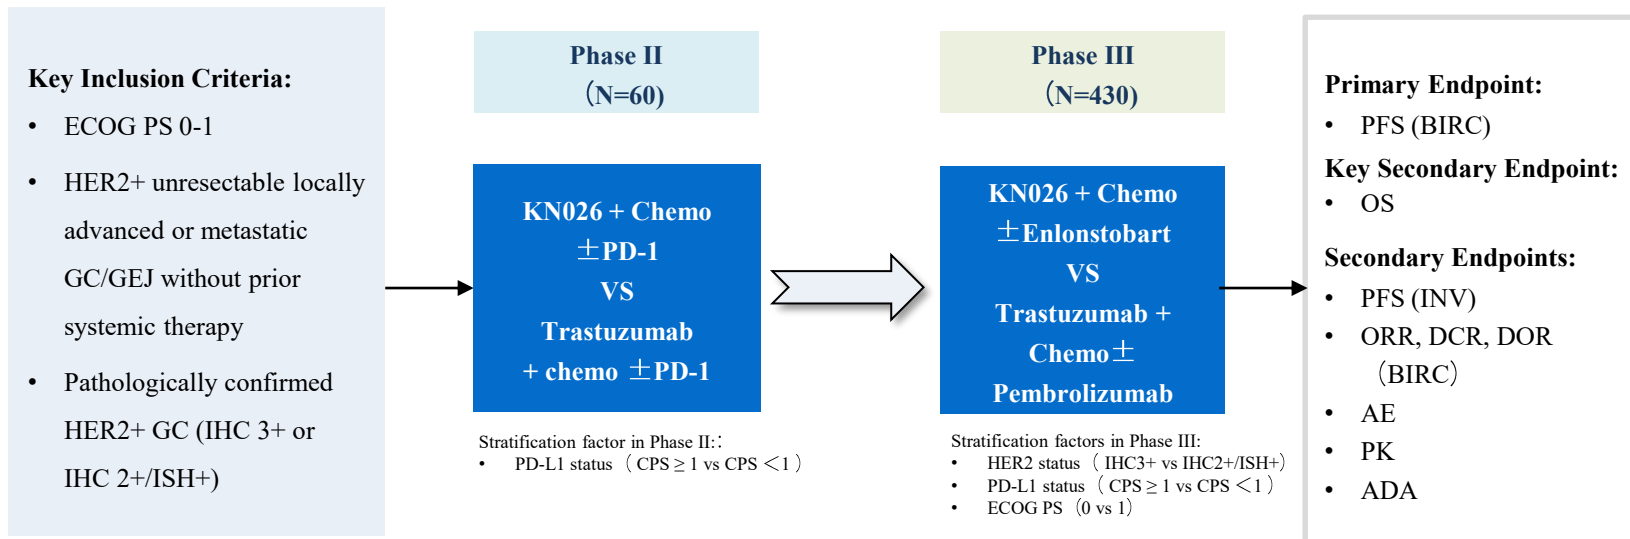 Key Inclusion Criteria:
• ECOG PS 0-1
• HER2+ unresectable locally
advanced or metastatic
GC/GEJ without prior
systemic therapy
• Pathologically confirmed
HER2+ GC (IHC 3+ or
IHC 2+/ISH+)
Phase II
（N=60)
KN026 + Chemo
±PD-1
VS
Trastuzumab
+ chemo ±PD-1
Stratification factor in Phase II:：
• PD-L1 status（ CPS ≥ 1 vs CPS ＜1 ）
Phase III
（N=430)
KN026 + Chemo
±Enlonstobart
VS
Trastuzumab +
Chemo±
Pembrolizumab
Stratification factors in Phase III:
• HER2 status（ IHC3+ vs IHC2+/ISH+）
• PD-L1 status（ CPS ≥ 1 vs CPS ＜1 ）
• ECOG PS（0 vs 1）
Primary Endpoint:
• PFS (BIRC)
Key Secondary Endpoint:
• OS
Secondary Endpoints:
• PFS (INV)
• ORR, DCR, DOR
（BIRC）
• AE
• PK
• ADA